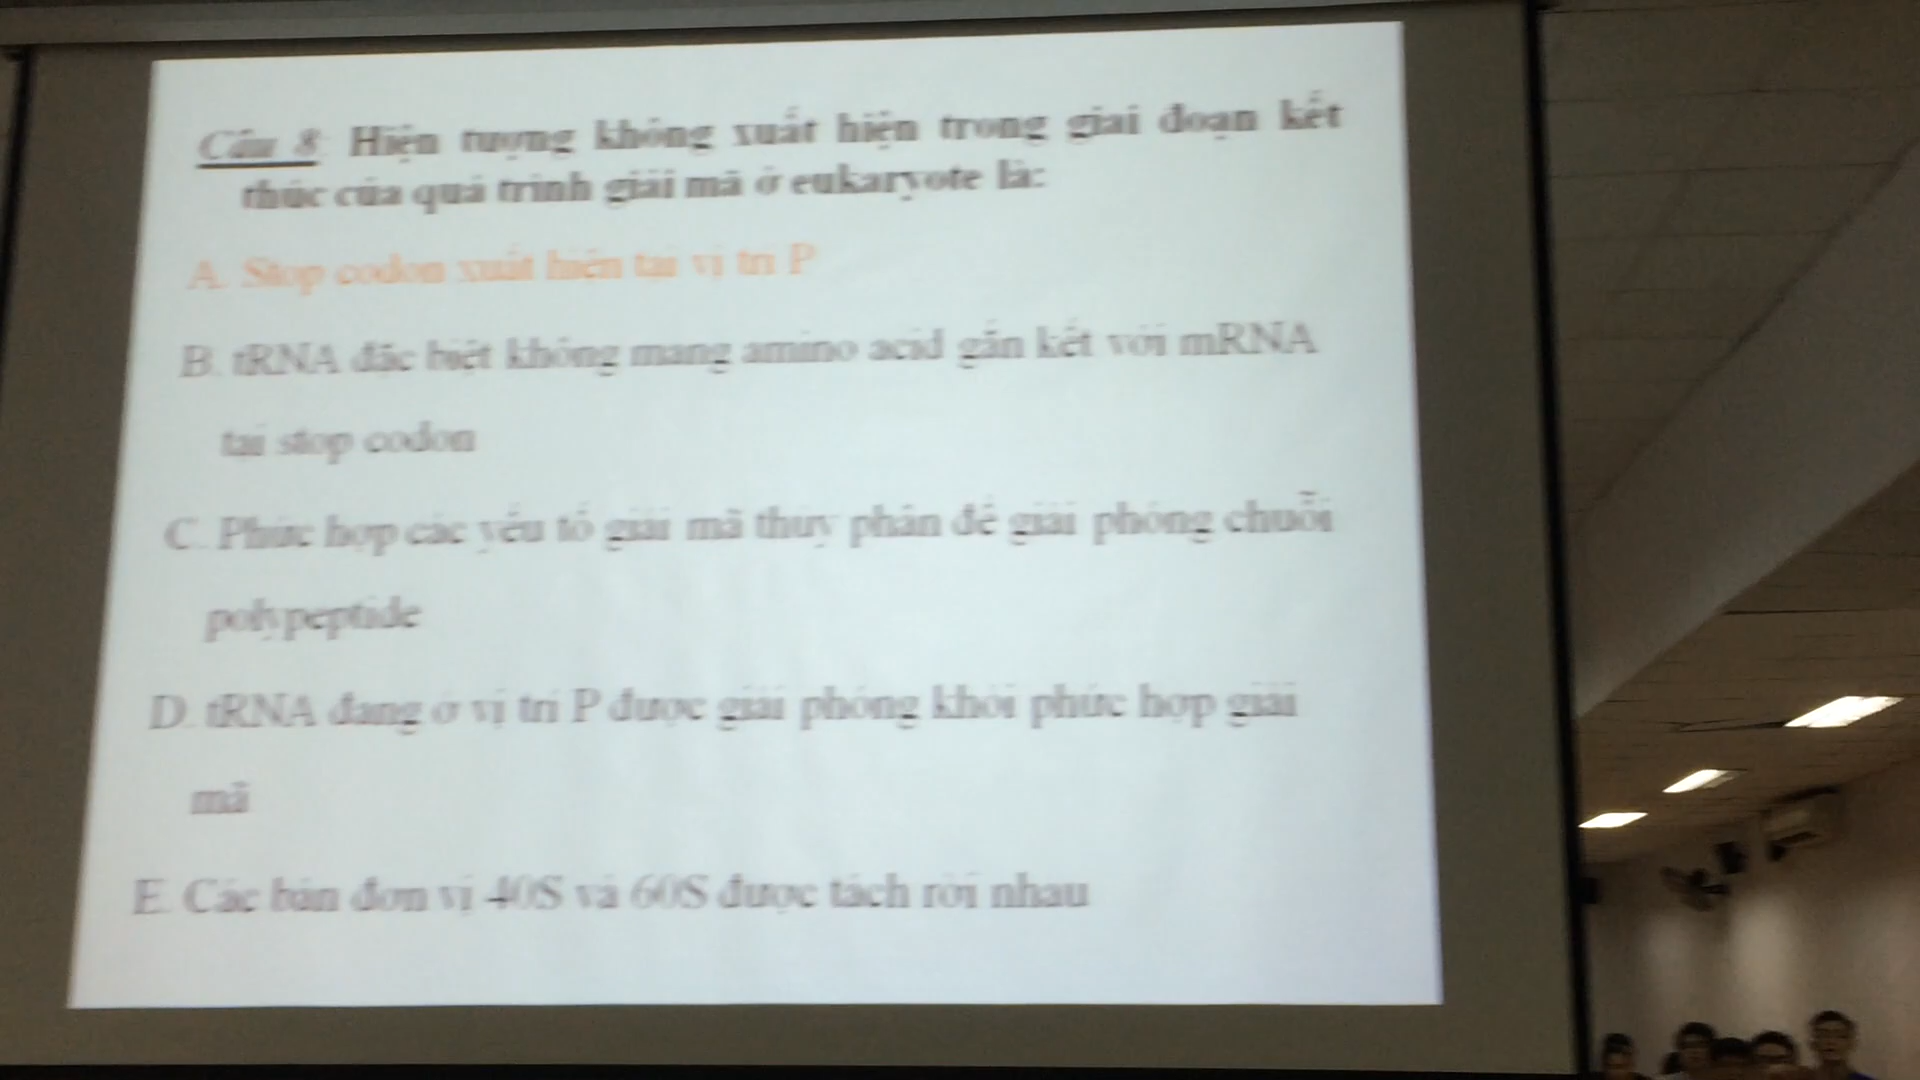 Câu 8: Hiện tượng không xuất hiện trong giai đoạn kết
thúc của quá trình giải mã ở eukaryote là:
A. Stop codon xuất hiện tại vị trí P
B. tRNA đặc biệt không mang amino acid gắn kết với mRNA
tại stop codon
C. Phức hợp các yếu tố giải mã thủy phân để giải phóng chuỗi
polypeptide
D. tRNA đang ở vị trí P được giải phóng khỏi phức hợp giải
mã
E. Các bán đơn vị 40S và 60S được tách rời nhau